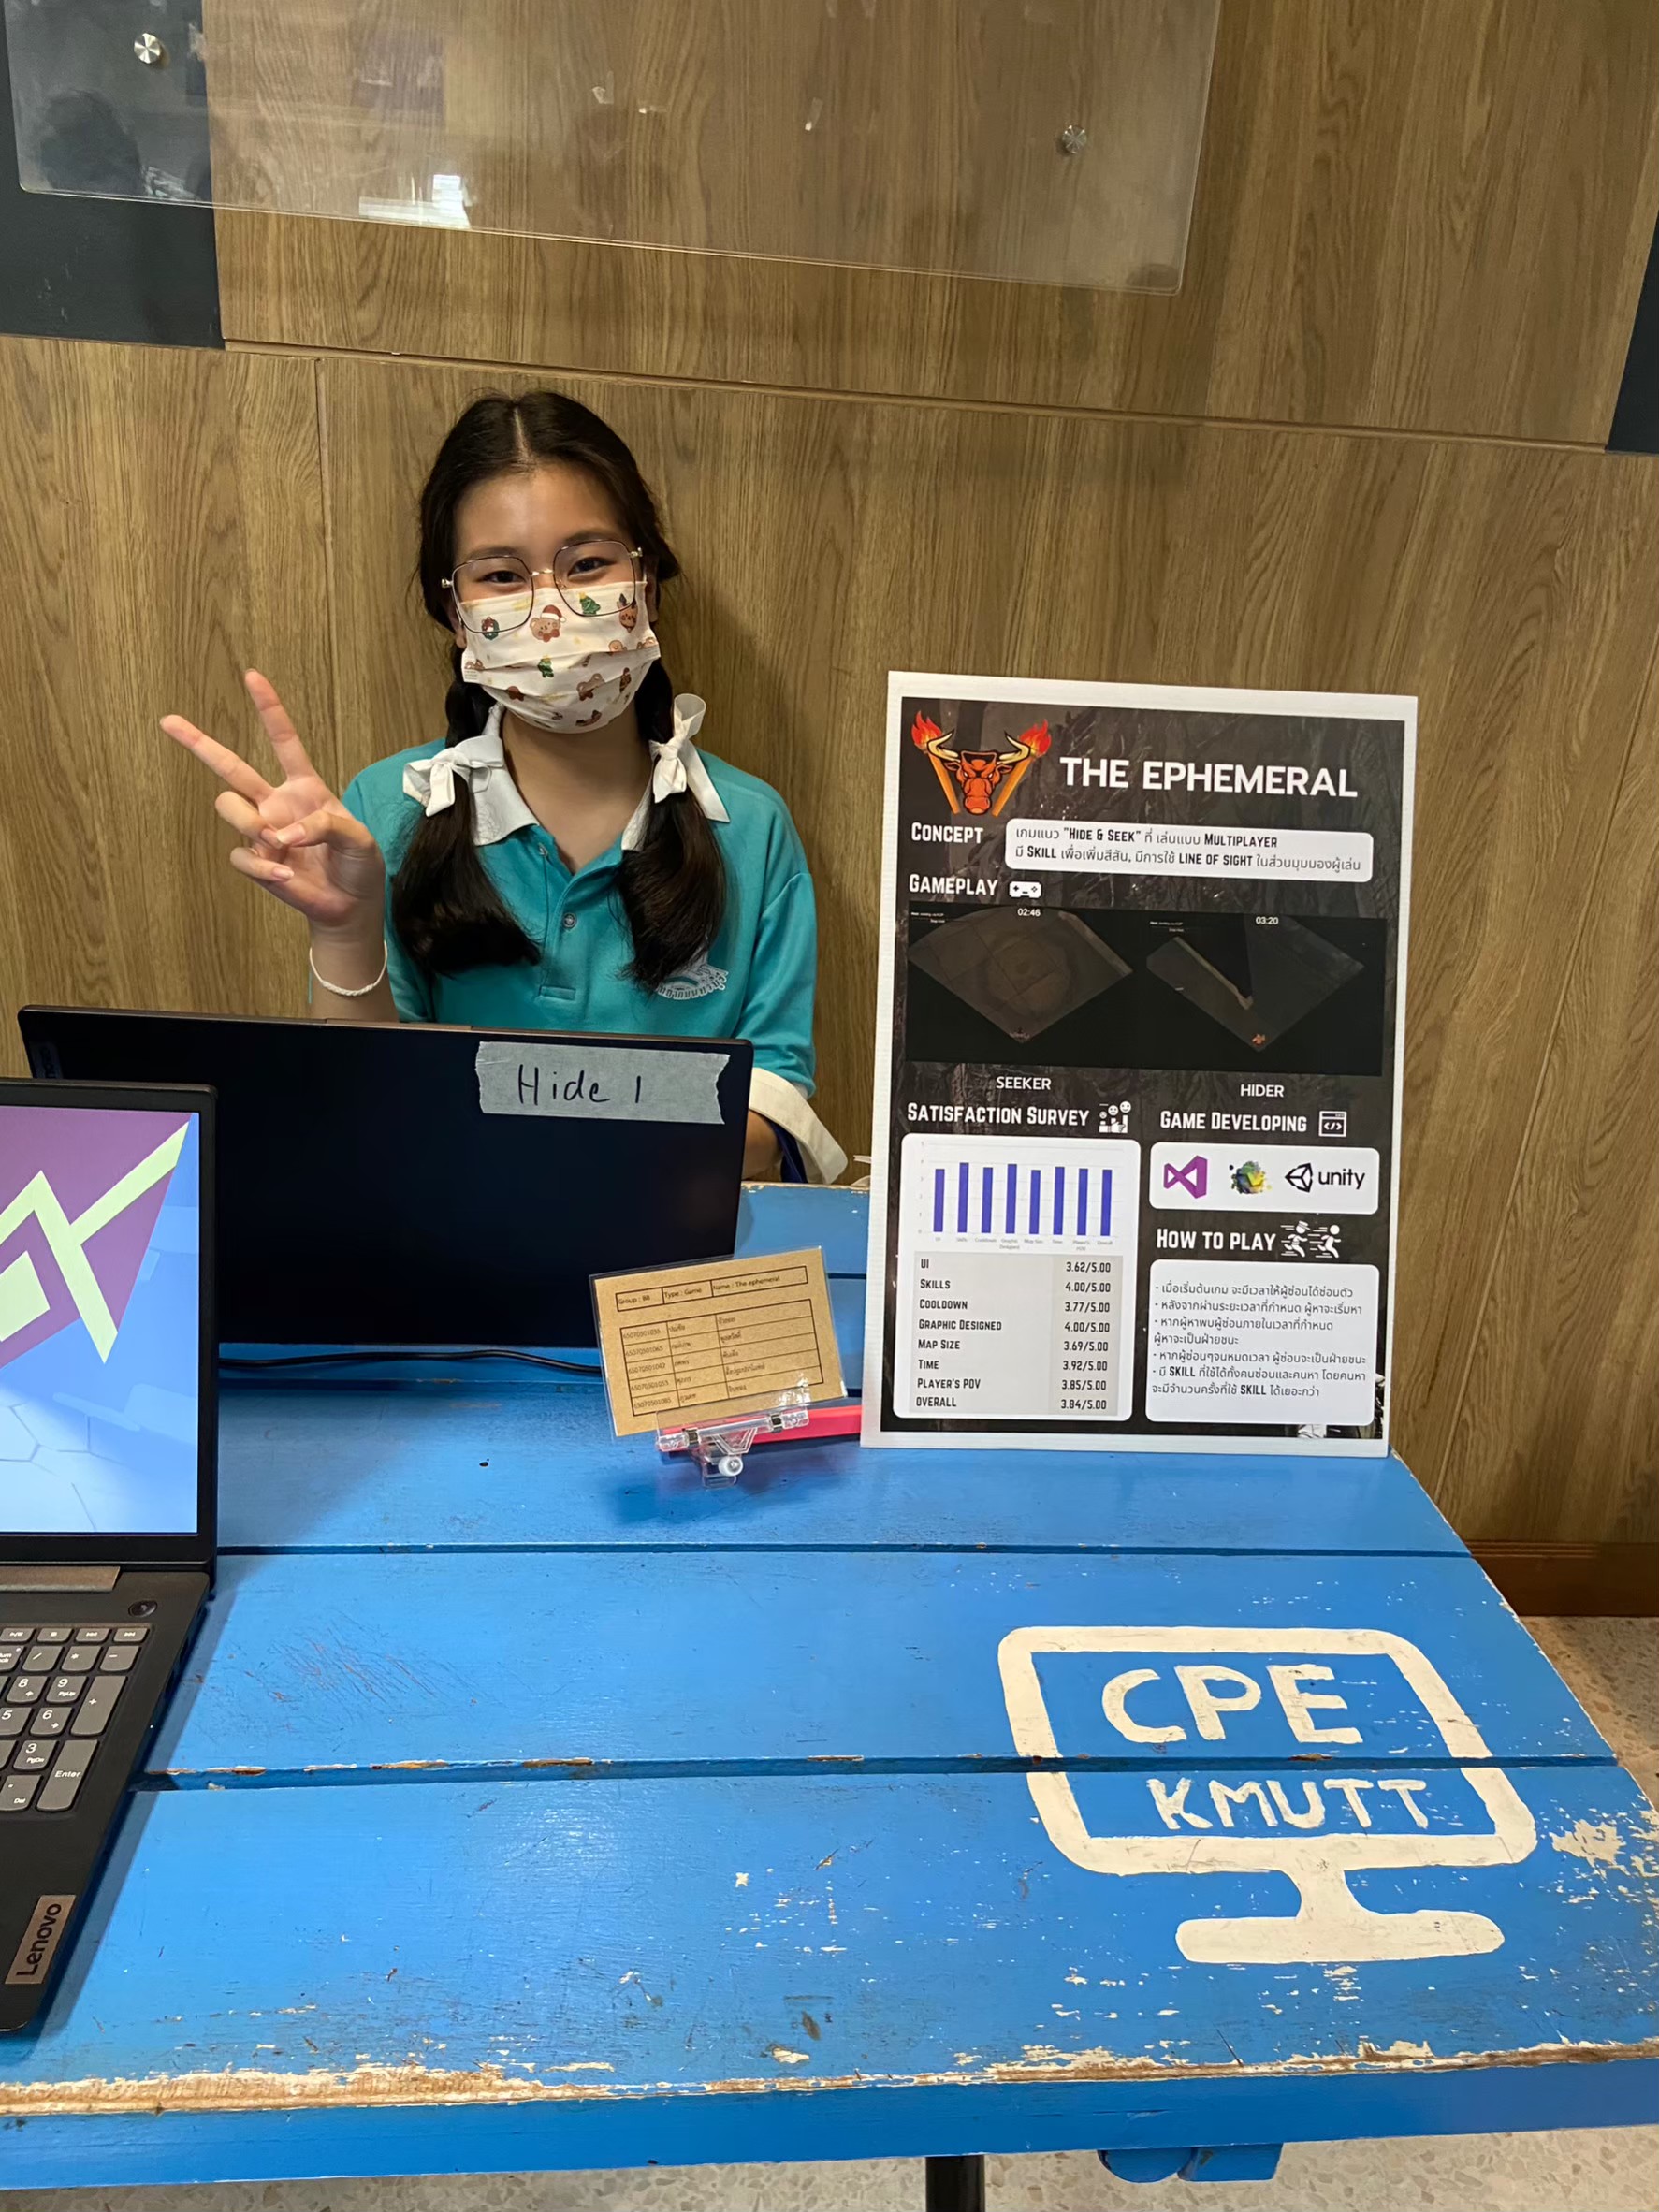 THE EPHEMERAL
CONCEPT
เกมแนว "HIDE & SEEK" ที่ เล่นแบบ MULTIPLAYER
มี SKILL เพื่อเพิ่มสีสัน, มีการใช้ LINE OF SIGHT ในส่วนมุมมองผู้เล่น
GAMEPLAY
02:46
03:20
SEEKER
HIDER
SATISFACTION SURVEY
GAME DEVELOPING
unity
UI 3.62/5.00
SKILLS 4.00/5.00
COOLDOWN 3.77/5.00
GRAPHIC DESIGNED 4.00/5.00
MAP SIZE 3.69/5.00
TIME 3.92/5.00
PLAYER'S POV 3.85/5.00
OVERALL 3.84/5.00
HOW TO PLAY
- เมื่อเริ่มต้นเกม จะมีเวลาให้ผู้ซ่อนได้ซ่อนตัว
- หลังจากผ่านระยะเวลาที่กำหนด ผู้หาจะเริ่มหา
- หากผู้หาพบผู้ซ่อนภายในเวลาที่กำหนด
ผู้หาจะเป็นฝ่ายชนะ
- หากผู้ซ่อนๆจนหมดเวลา ผู้ซ่อนจะเป็นฝ่ายชนะ
- มี SKILL ที่ใช้ได้ทั้งคนซ่อนและคนหา โดยคนหา
จะมีจำนวนครั้งที่ใช้ SKILL ได้เยอะกว่า
Hide 1
Type : Game
Name : The ephemeral
CPE
KMUTT
Lenovo
8
9
PgUp
5
6
3
PgDn
Enter
Del